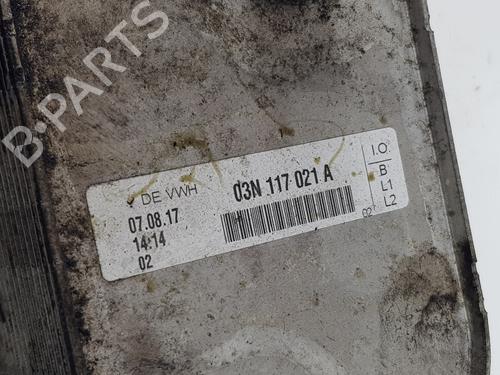 B-PARTS
DE VWH
03N 117 021 A
07.08.17
14:14
02
I.O.
B
L1
L2
02